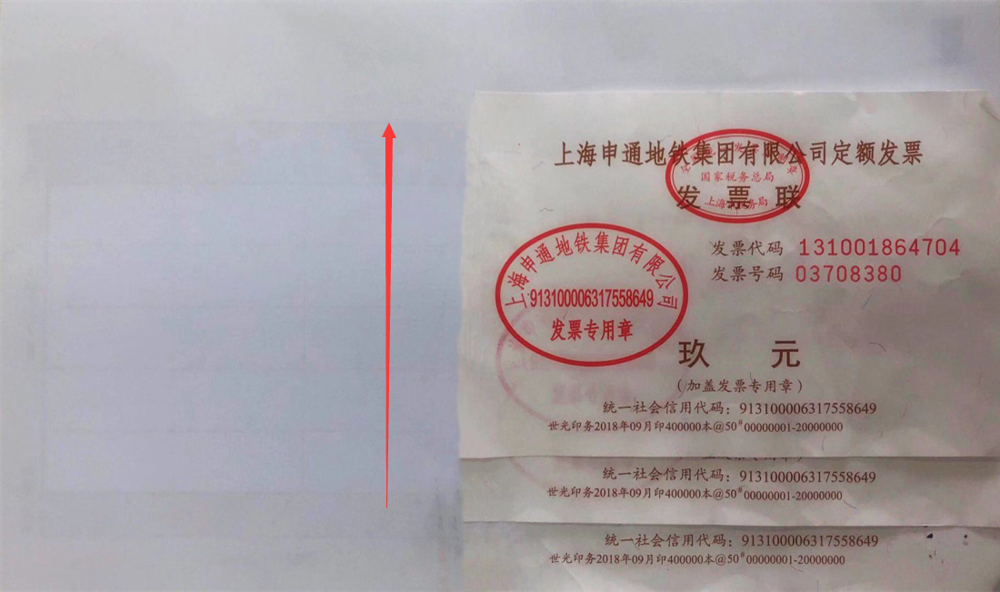 上海申通地铁集团有限公司定额发票
国家税务总局
发票联
上海市税务局
发票代码 131001864704
发票号码 03708380
上海申通地铁集团有限公司
913100006317558649
发票专用章
玖 元
(加盖发票专用章)
统一社会信用代码：913100006317558649
世光印务2018年09月印400000本@50#00000001-20000000
统一社会信用代码：913100006317558649
世光印务2018年09月印400000本@50#00000001-20000000
统一社会信用代码：913100006317558649
世光印务2018年09月印400000本@50#00000001-20000000